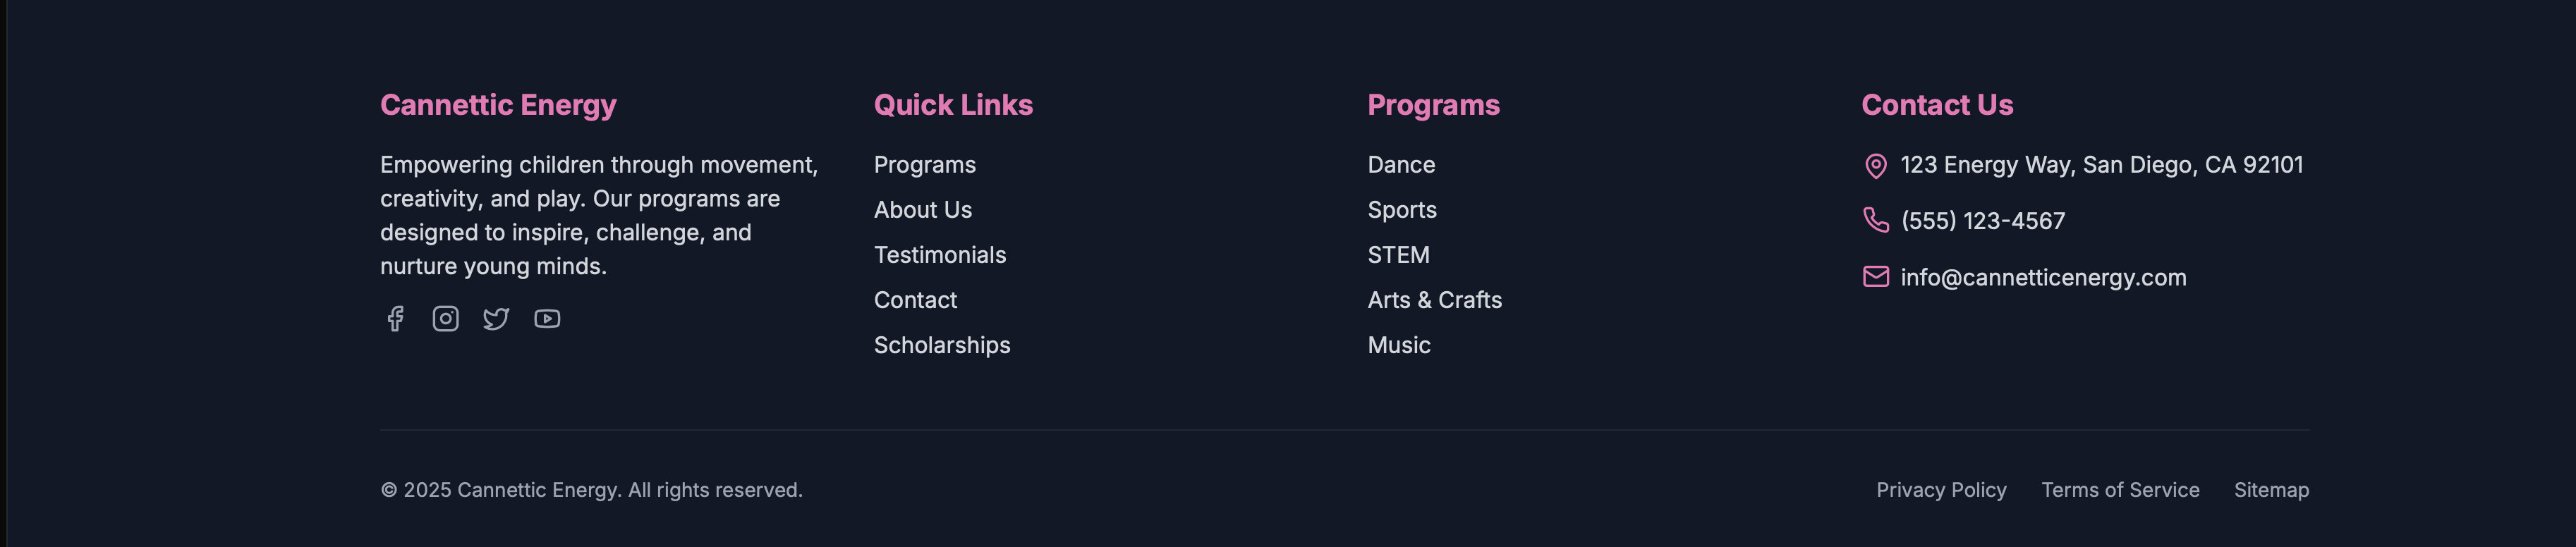 Cannettic Energy
Empowering children through movement,
creativity, and play. Our programs are
designed to inspire, challenge, and
nurture young minds.
Quick Links
Programs
About Us
Testimonials
Contact
Scholarships
Programs
Dance
Sports
STEM
Arts & Crafts
Music
Contact Us
123 Energy Way, San Diego, CA 92101
(555) 123-4567
info@cannetticenergy.com
© 2025 Cannettic Energy. All rights reserved.
Privacy Policy
Terms of Service
Sitemap